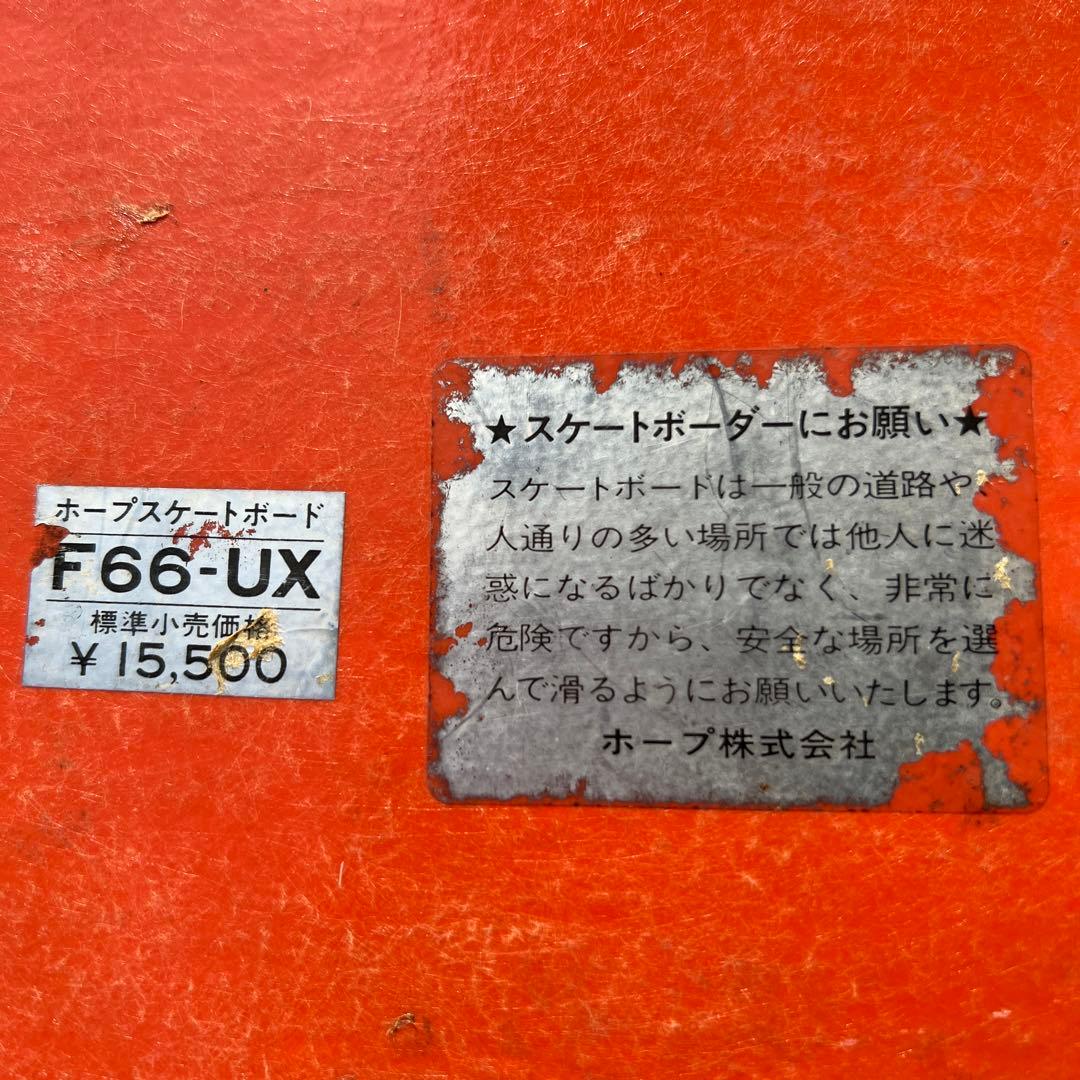 ホープスケートボード
F66-UX
標準小売価格
¥15,500
★スケートボーダーにお願い★
スケートボードは一般の道路や、
人通りの多い場所では他人に迷
惑になるばかりでなく、非常に
危険ですから、安全な場所を選
んで滑るようにお願いいたします。
ホープ株式会社